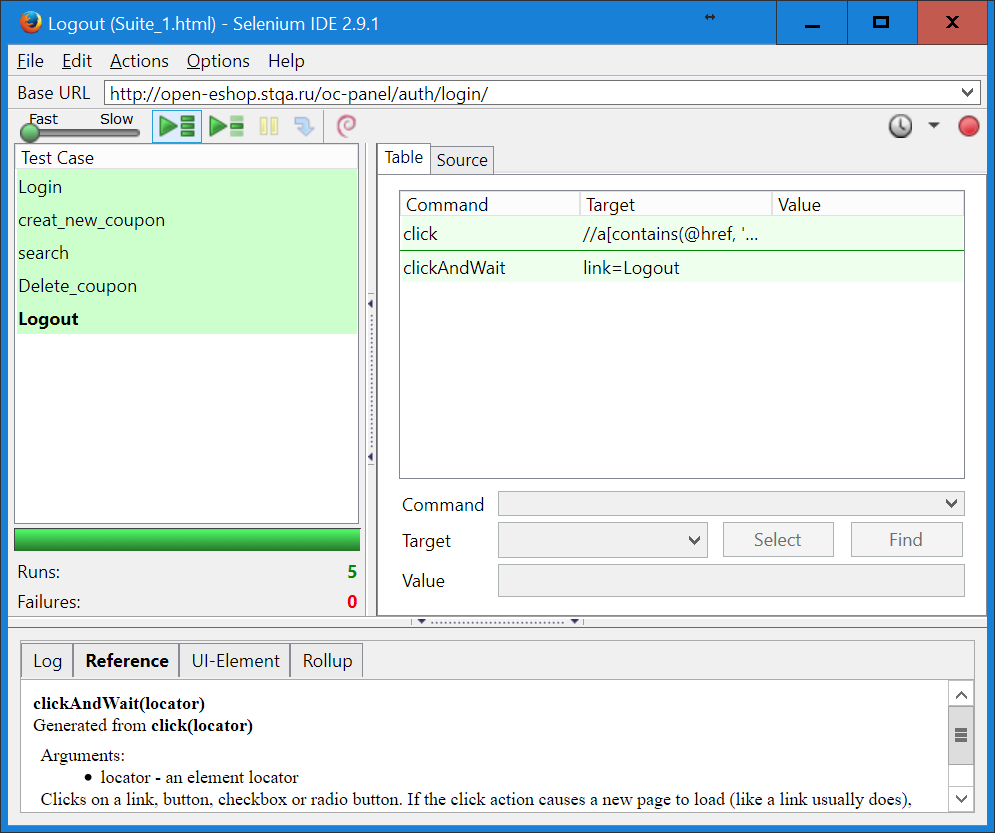 Logout (Suite_1.html) - Selenium IDE 2.9.1
File Edit Actions Options Help
Base URL http://open-eshop.stqa.ru/oc-panel/auth/login/
Fast Slow
Test Case
Login
creat_new_coupon
search
Delete_coupon
Logout
Runs: 5
Failures: 0
Table Source
Command Target Value
click //a[contains(@href, '...
clickAndWait link=Logout
Command
Target Select Find
Value
Log Reference UI-Element Rollup
clickAndWait(locator)
Generated from click(locator)
Arguments:
• locator - an element locator
Clicks on a link, button, checkbox or radio button. If the click action causes a new page to load (like a link usually does),